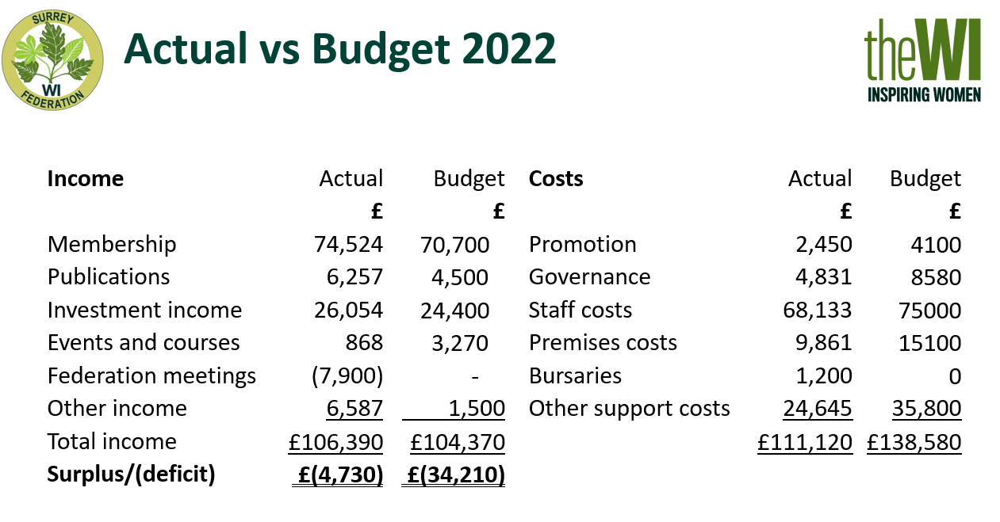 SURREY
WI
FEDERATION
Actual vs Budget 2022
theWI
INSPIRING WOMEN
Income Actual Budget Costs Actual Budget
£ £ £ £
Membership 74,524 70,700 Promotion 2,450 4100
Publications 6,257 4,500 Governance 4,831 8580
Investment income 26,054 24,400 Staff costs 68,133 75000
Events and courses 868 3,270 Premises costs 9,861 15100
Federation meetings (7,900) - Bursaries 1,200 0
Other income 6,587 1,500 Other support costs 24,645 35,800
Total income £106,390 £104,370 £111,120 £138,580
Surplus/(deficit) £(4,730) £(34,210)